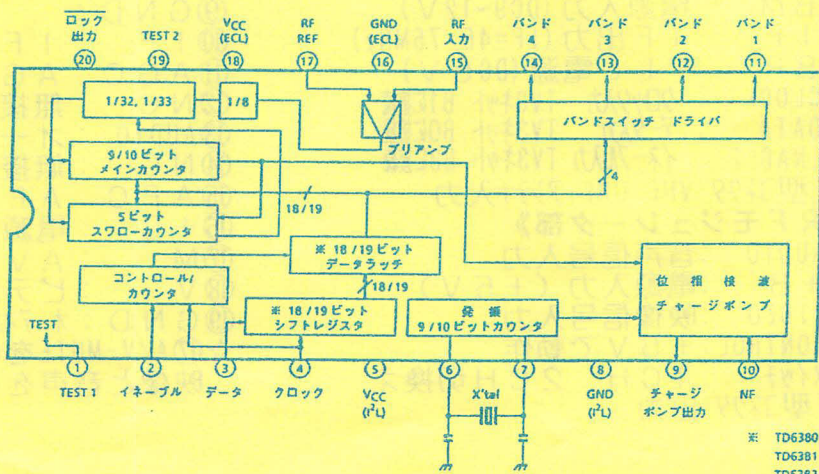 ロック
出力
TEST 2
VCC
(ECL)
RF
REF
GND
(ECL)
RF
入力
バンド
4
バンド
3
バンド
2
バンド
1
20
19
18
17
16
15
14
13
12
11
1/32, 1/33
1/8
プリアンプ
バンドスイッチ ドライバ
9/10ビット
メインカウンタ
4
18/19
5ビット
スワローカウンタ
※ 18/19ビット
データラッチ
コントロール/
カウンタ
18/19
※ 18/19ビット
シフトレジスタ
発振
9/10ビットカウンタ
位相検波
チャージポンプ
TEST
1
2
3
4
5
6
7
8
9
10
TEST 1
イネーブル
データ
クロック
VCC
(I²L)
X'tal
GND
(I²L)
チャージ
ポンプ出力
NF
※ TD6380
TD6381